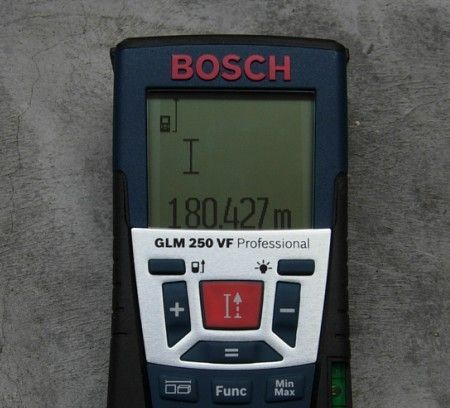 BOSCH
180.427m
GLM 250 VF Professional
+ -
=
Func Min
Max